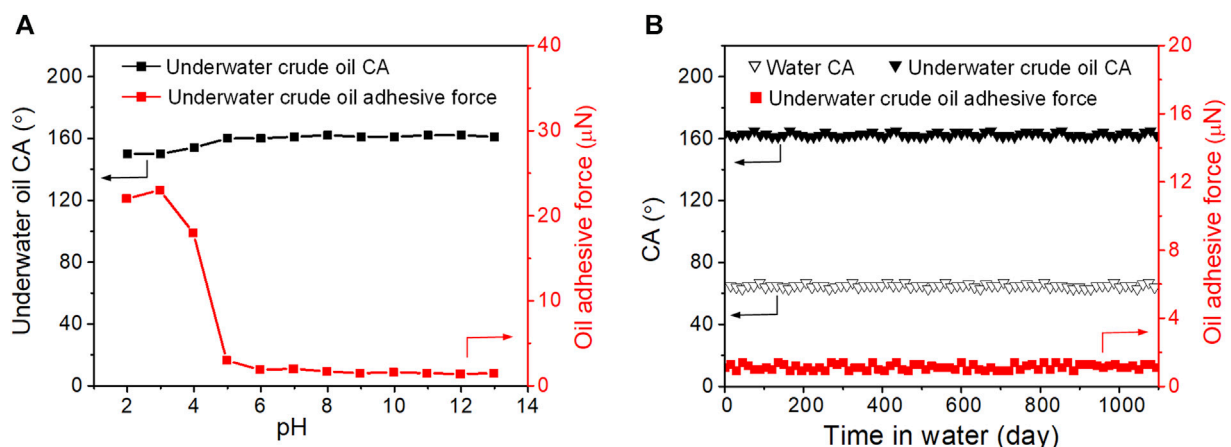 A
Underwater crude oil CA
Underwater crude oil adhesive force
Underwater oil CA (°)
200
160
120
80
40
0
40
30
20
10
0
Oil adhesive force (μN)
2 4 6 8 10 12 14
pH
B
Water CA Underwater crude oil CA
Underwater crude oil adhesive force
CA (°)
200
160
120
80
40
0
20
16
12
8
4
0
Oil adhesive force (μN)
0 200 400 600 800 1000
Time in water (day)